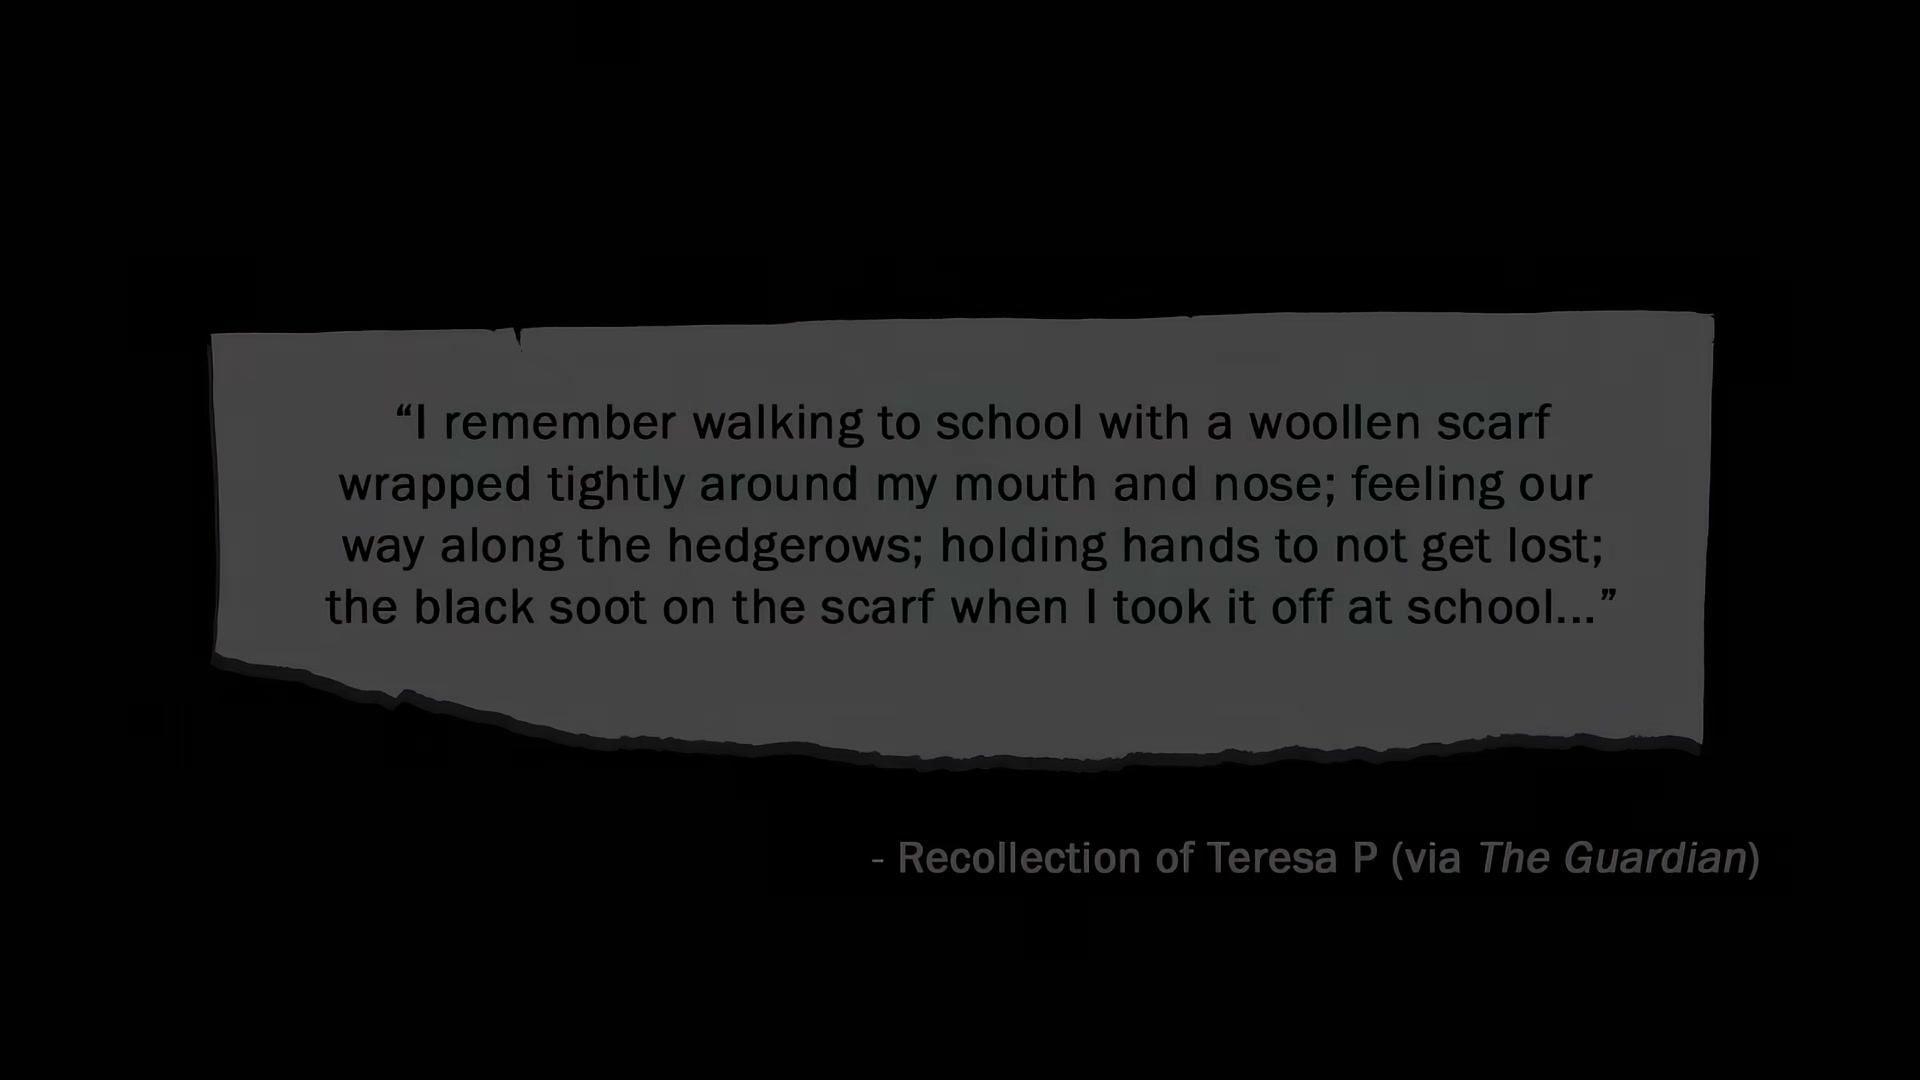 “I remember walking to school with a woollen scarf
wrapped tightly around my mouth and nose; feeling our
way along the hedgerows; holding hands to not get lost;
the black soot on the scarf when I took it off at school...”
- Recollection of Teresa P (via The Guardian)